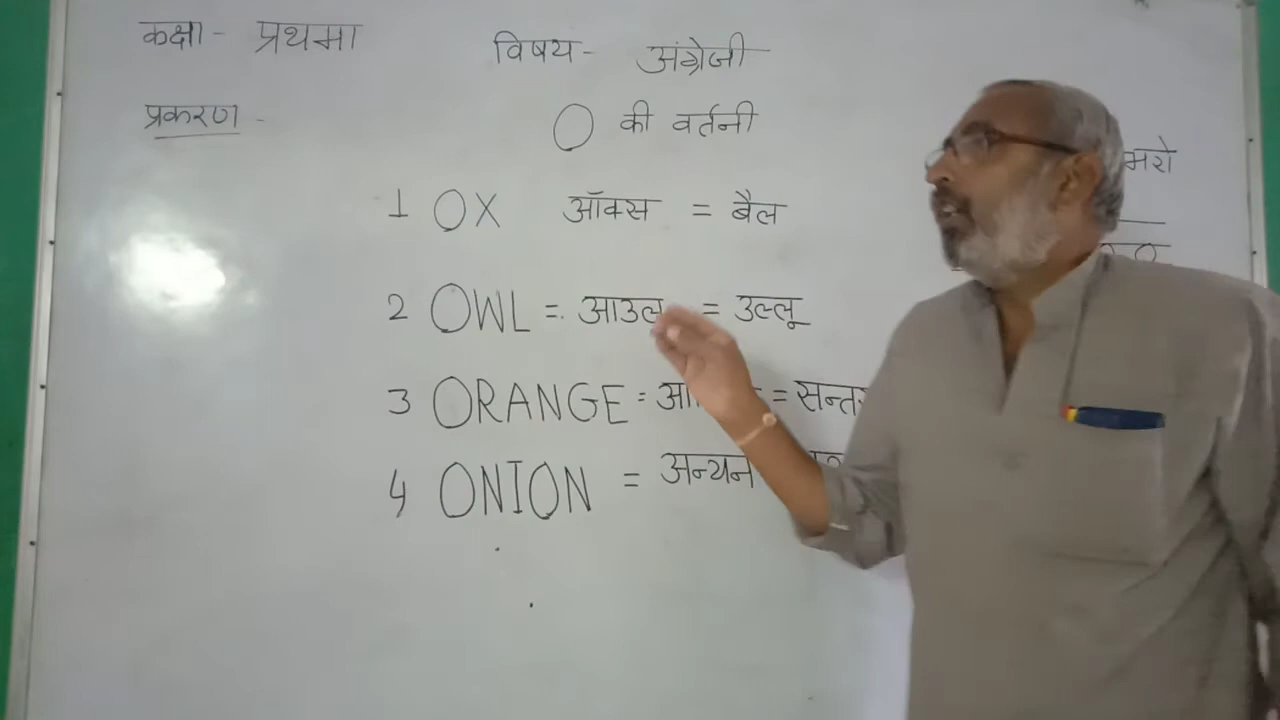 कक्षा - प्रथमा
विषय - अंग्रेजी
प्रकरण -
O की वर्तनी
1 OX ऑक्स = बैल
2 OWL = आउल = उल्लू
3 ORANGE = =
4 ONION = अन्यन